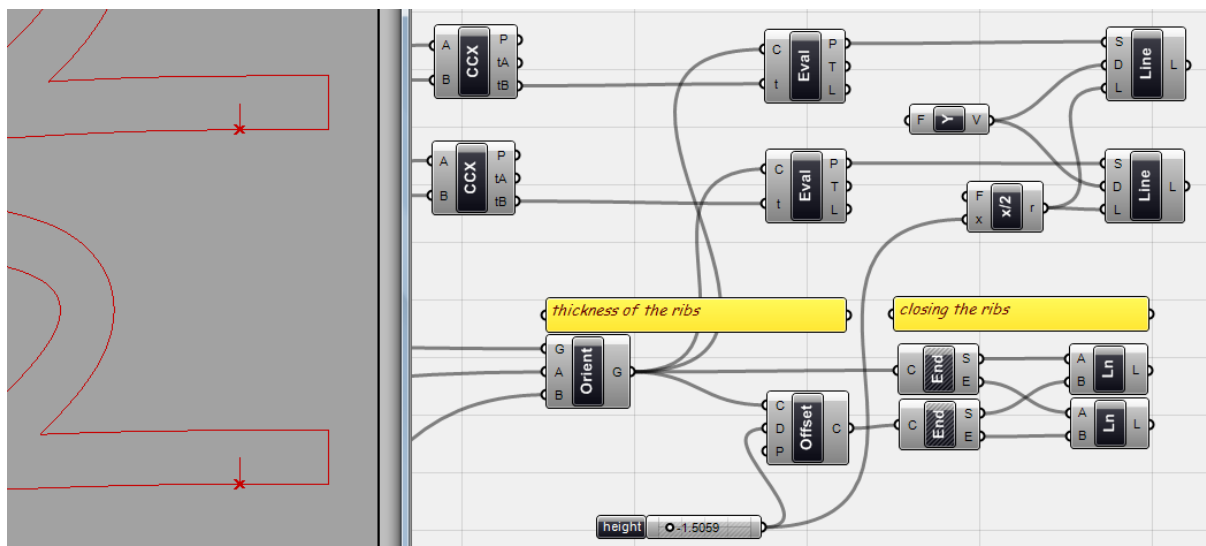 A
B
CCX
P
tA
tB
C
t
Eval
P
T
L
S
D
L
Line
L
F
Y
V
A
B
CCX
P
tA
tB
C
t
Eval
P
T
L
S
D
L
Line
L
F
x
x/2
r
thickness of the ribs
closing the ribs
G
A
B
Orient
G
C
End
S
E
A
B
Ln
L
C
D
P
Offset
C
C
End
S
E
A
B
Ln
L
height
-1.5059